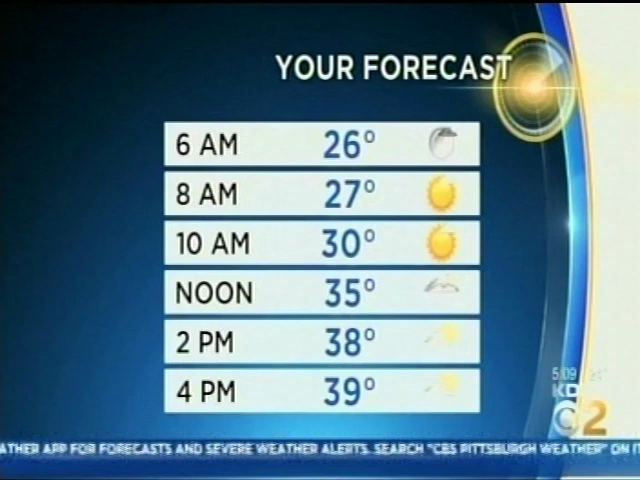 YOUR FORECAST
6 AM 26°
8 AM 27°
10 AM 30°
NOON 35°
2 PM 38°
4 PM 39°
5:09
KD
2
ATHER APP FOR FORECASTS AND SEVERE WEATHER ALERTS. SEARCH "CBS PITTSBURGH WEATHER" ON IT